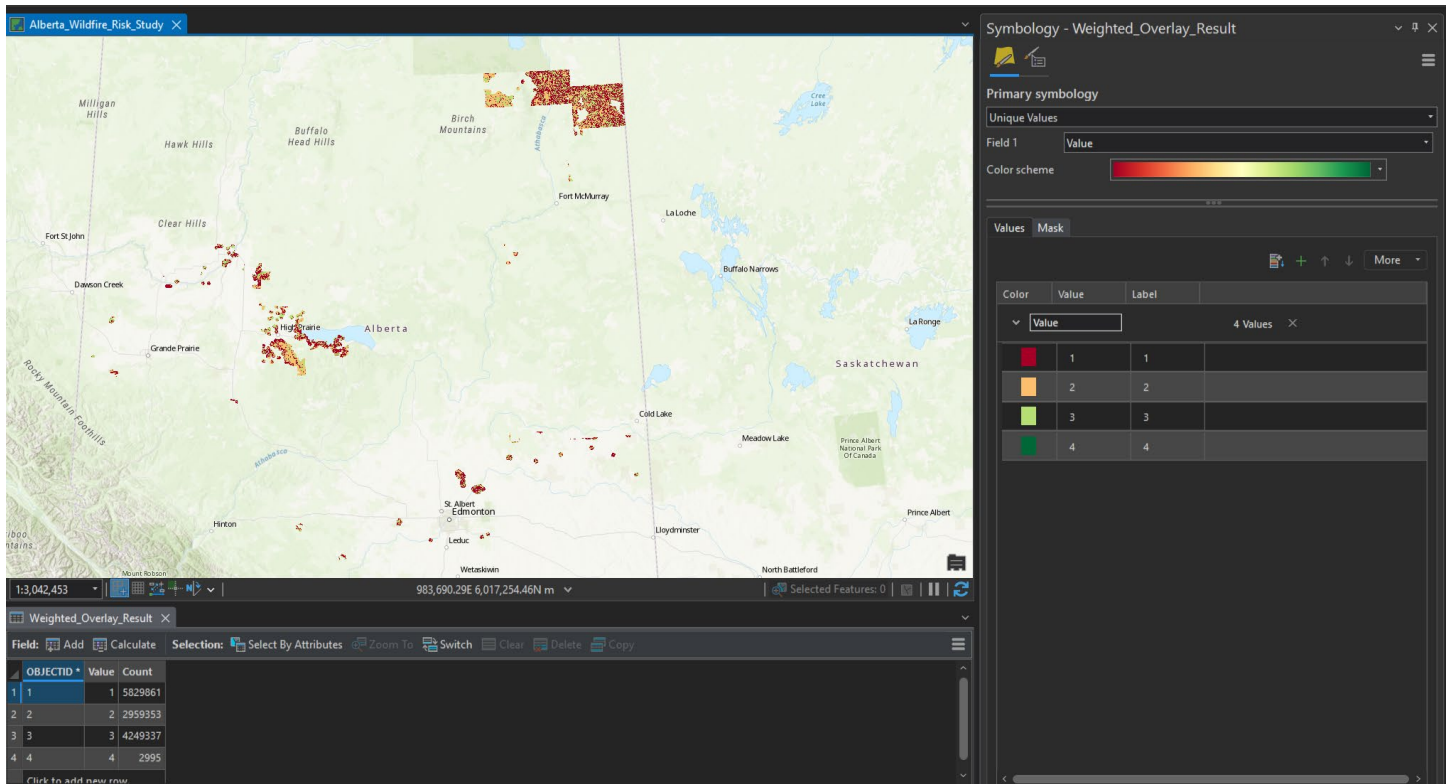 Alberta_Wildfire_Risk_Study
Milligan
Hills
Hawk Hills
Buffalo
Head Hills
Birch
Mountains
Athabasca
Cree
Lake
Fort McMurray
La Loche
Clear Hills
Fort St John
Buffalo Narrows
Dawson Creek
High Prairie
Alberta
La Ronge
Grande Prairie
Saskatchewan
Rocky Mountain Foothills
Cold Lake
Meadow Lake
Prince Albert
National Park
Of Canada
Athabasca
St. Albert
Edmonton
Prince Albert
Hinton
Lloydminster
Leduc
Wetaskiwin
North Battleford
Mount Robson
1:3,042,453
983,690.29E 6,017,254.46N m
Selected Features: 0
Weighted_Overlay_Result
Field: Add Calculate Selection: Select By Attributes Zoom To Switch Clear Delete Copy
OBJECTID * Value Count
1 1 1 5829861
2 2 2 2959353
3 3 3 4249337
4 4 4 2995
Click to add new row.
Symbology - Weighted_Overlay_Result
Primary symbology
Unique Values
Field 1 Value
Color scheme
Values Mask
More
Color Value Label
Value 4 Values
1 1
2 2
3 3
4 4